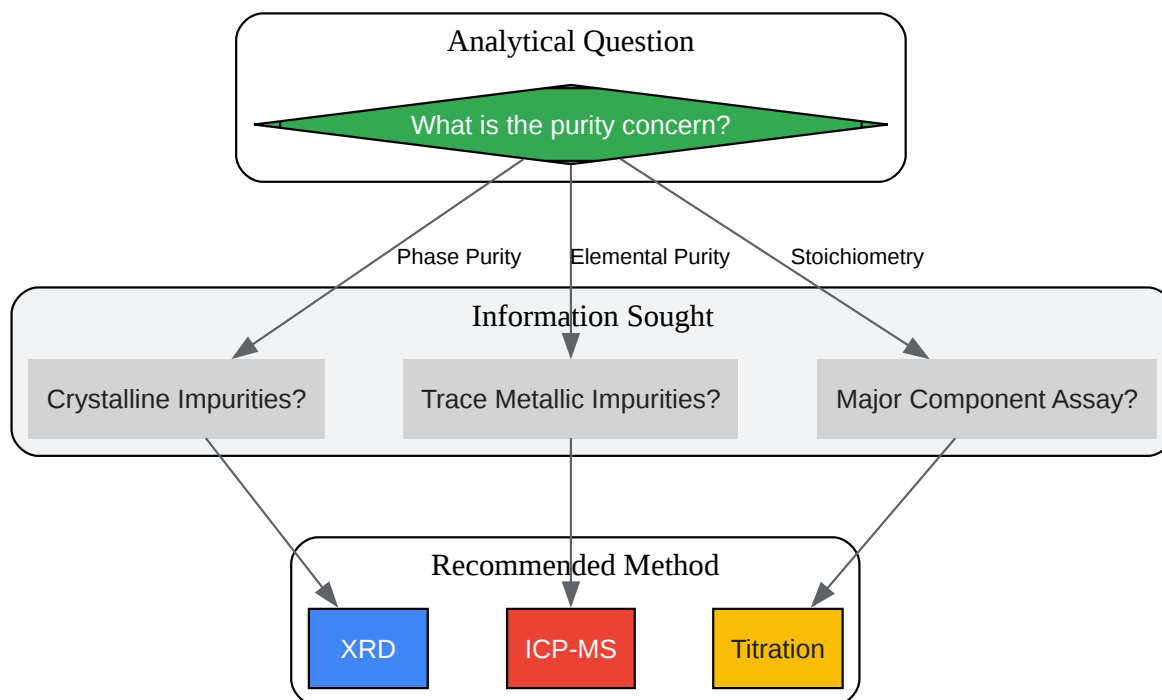 Analytical Question
What is the purity concern?
Phase Purity
Elemental Purity
Stoichiometry
Information Sought
Crystalline Impurities?
Trace Metallic Impurities?
Major Component Assay?
Recommended Method
XRD
ICP-MS
Titration